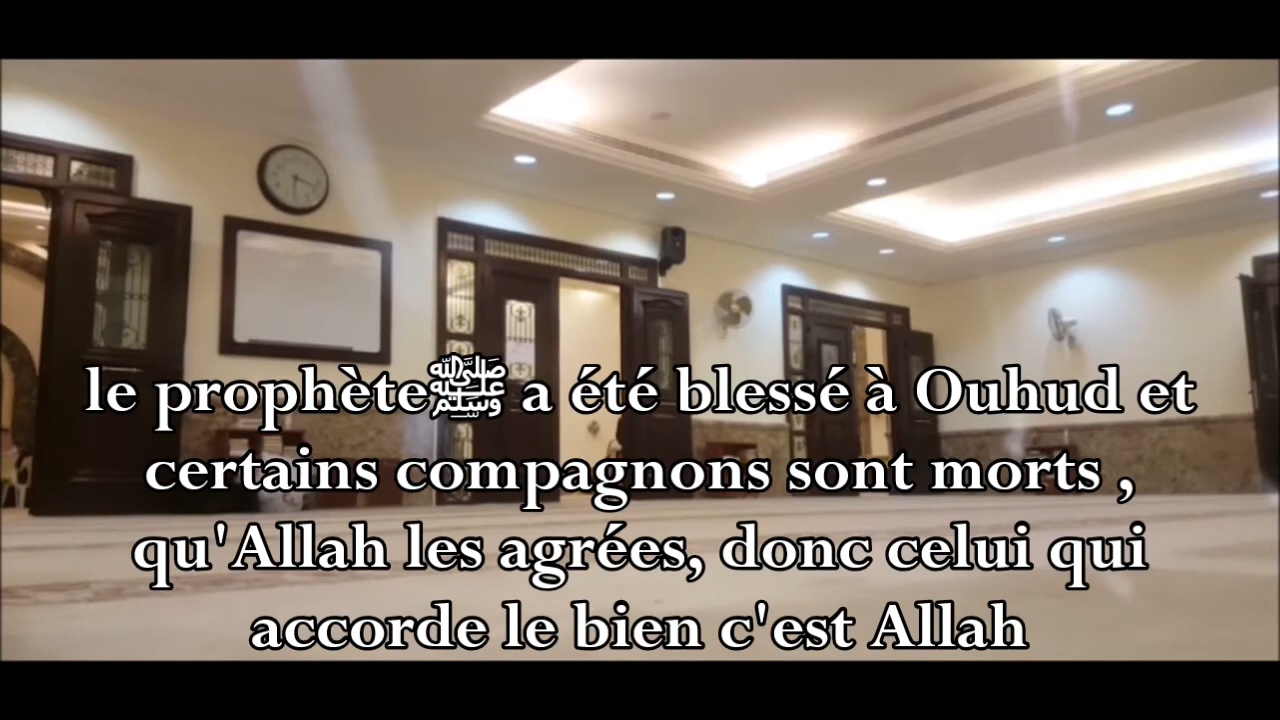 le prophèteﷺ a été blessé à Ouhud et
certains compagnons sont morts ,
qu'Allah les agrées, donc celui qui
accorde le bien c'est Allah